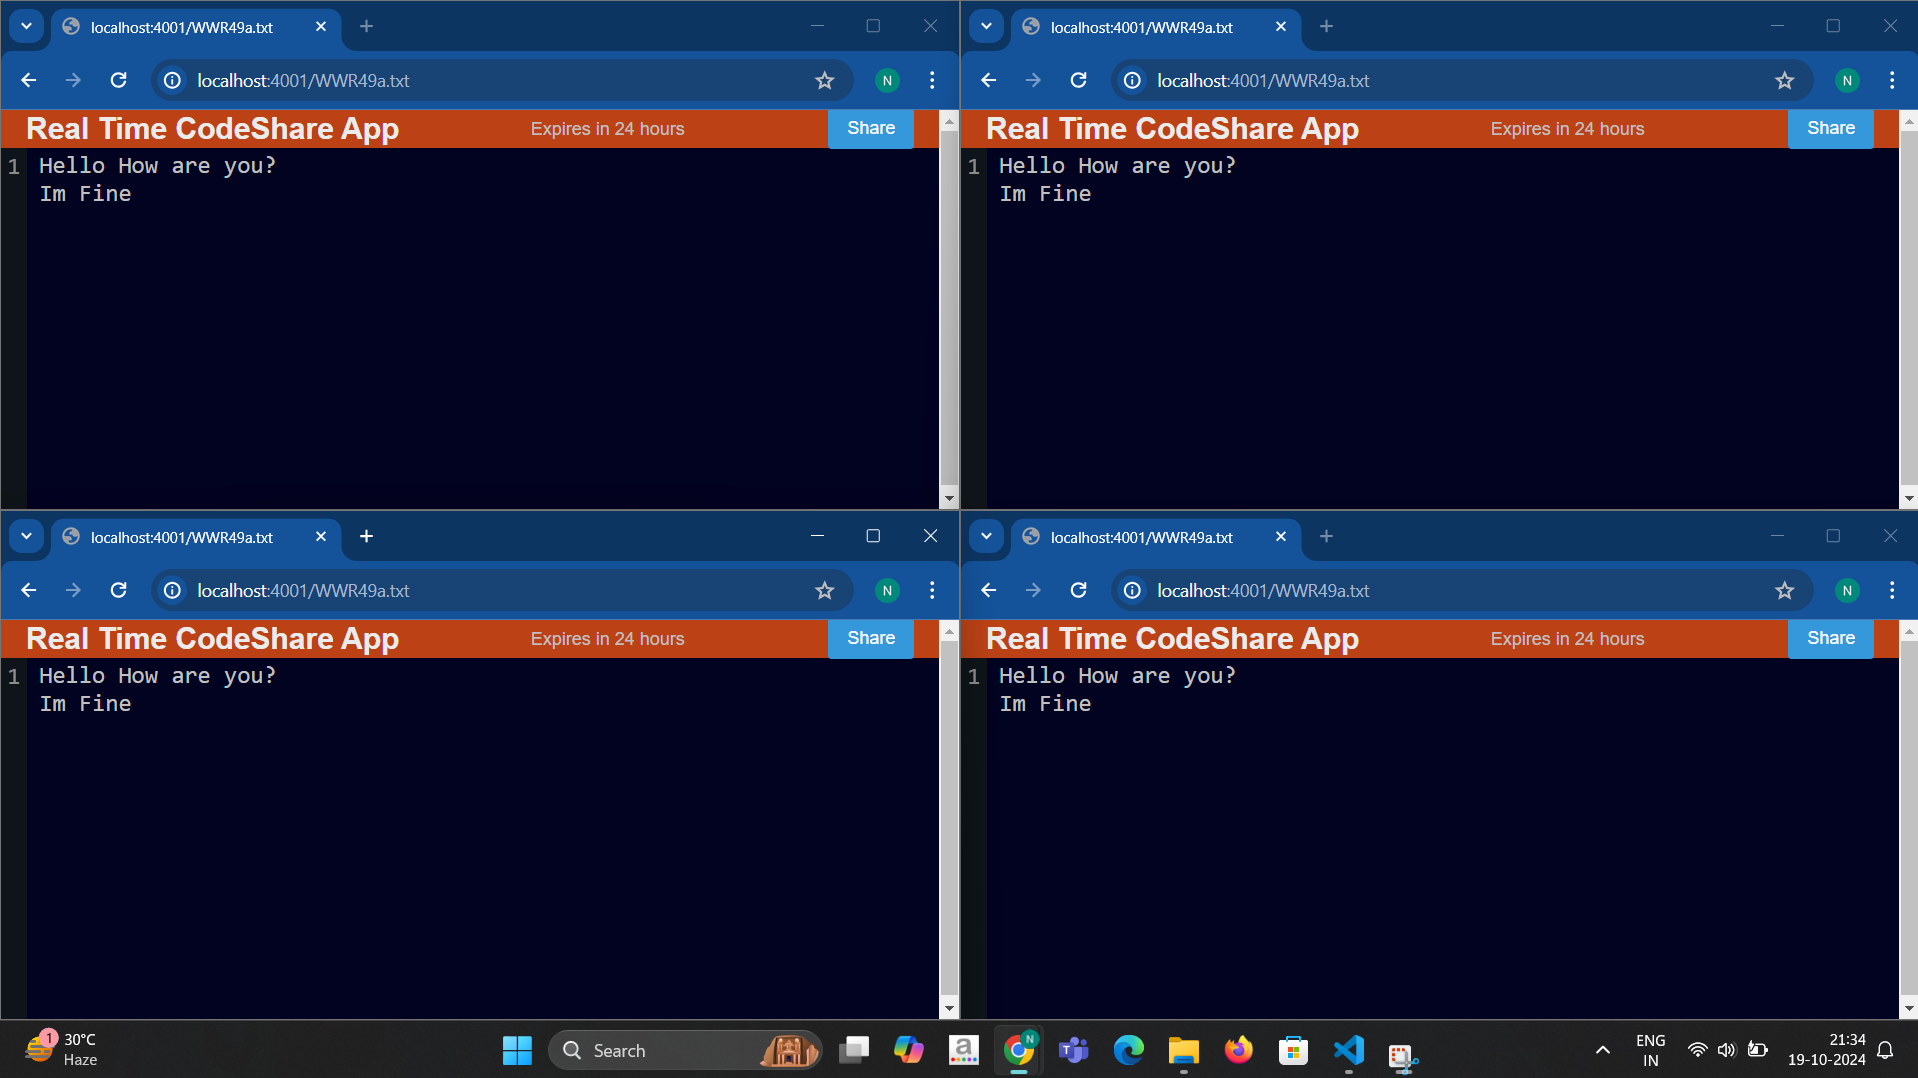 localhost:4001/WWR49a.txt
localhost:4001/WWR49a.txt
N
Real Time CodeShare App Expires in 24 hours Share
1 Hello How are you?
Im Fine
localhost:4001/WWR49a.txt
localhost:4001/WWR49a.txt
N
Real Time CodeShare App Expires in 24 hours Share
1 Hello How are you?
Im Fine
localhost:4001/WWR49a.txt
localhost:4001/WWR49a.txt
N
Real Time CodeShare App Expires in 24 hours Share
1 Hello How are you?
Im Fine
localhost:4001/WWR49a.txt
localhost:4001/WWR49a.txt
N
Real Time CodeShare App Expires in 24 hours Share
1 Hello How are you?
Im Fine
1
30°C
Haze
Search
a
N
T
ENG
IN
21:34
19-10-2024